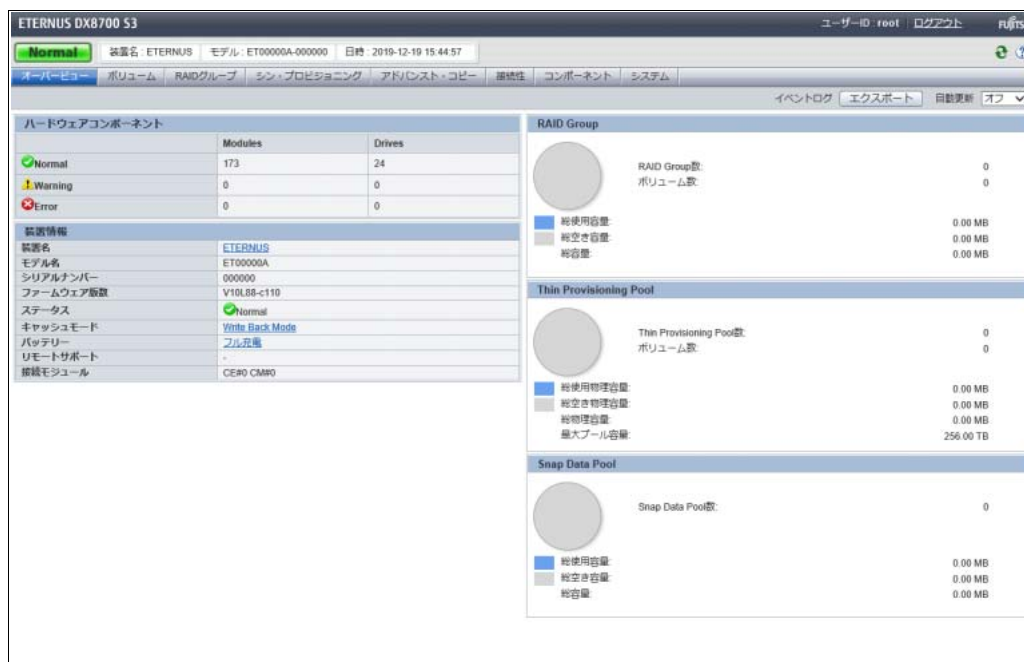 ETERNUS DX8700 S3 ユーザーID : root ログアウト
Normal 装置名 : ETERNUS モデル : ET00000A-000000 日時 : 2019-12-19 15:44:57
オーバービュー ボリューム RAIDグループ シン・プロビジョニング アドバンスト・コピー 接続性 コンポーネント システム
イベントログ エクスポート 自動更新 オフ
ハードウェアコンポーネント
Modules Drives
Normal 173 24
Warning 0 0
Error 0 0
装置情報
装置名 ETERNUS
モデル名 ET00000A
シリアルナンバー 000000
ファームウェア版数 V10L88-c110
ステータス Normal
キャッシュモード Write Back Mode
バッテリー フル充電
リモートサポート -
接続モジュール CE#0 CM#0
RAID Group
RAID Group数: 0
ボリューム数: 0
総使用容量: 0.00 MB
総空き容量: 0.00 MB
総容量: 0.00 MB
Thin Provisioning Pool
Thin Provisioning Pool数: 0
ボリューム数: 0
総使用物理容量: 0.00 MB
総空き物理容量: 0.00 MB
総物理容量: 0.00 MB
最大プール容量: 256.00 TB
Snap Data Pool
Snap Data Pool数: 0
総使用容量: 0.00 MB
総空き容量: 0.00 MB
総容量: 0.00 MB